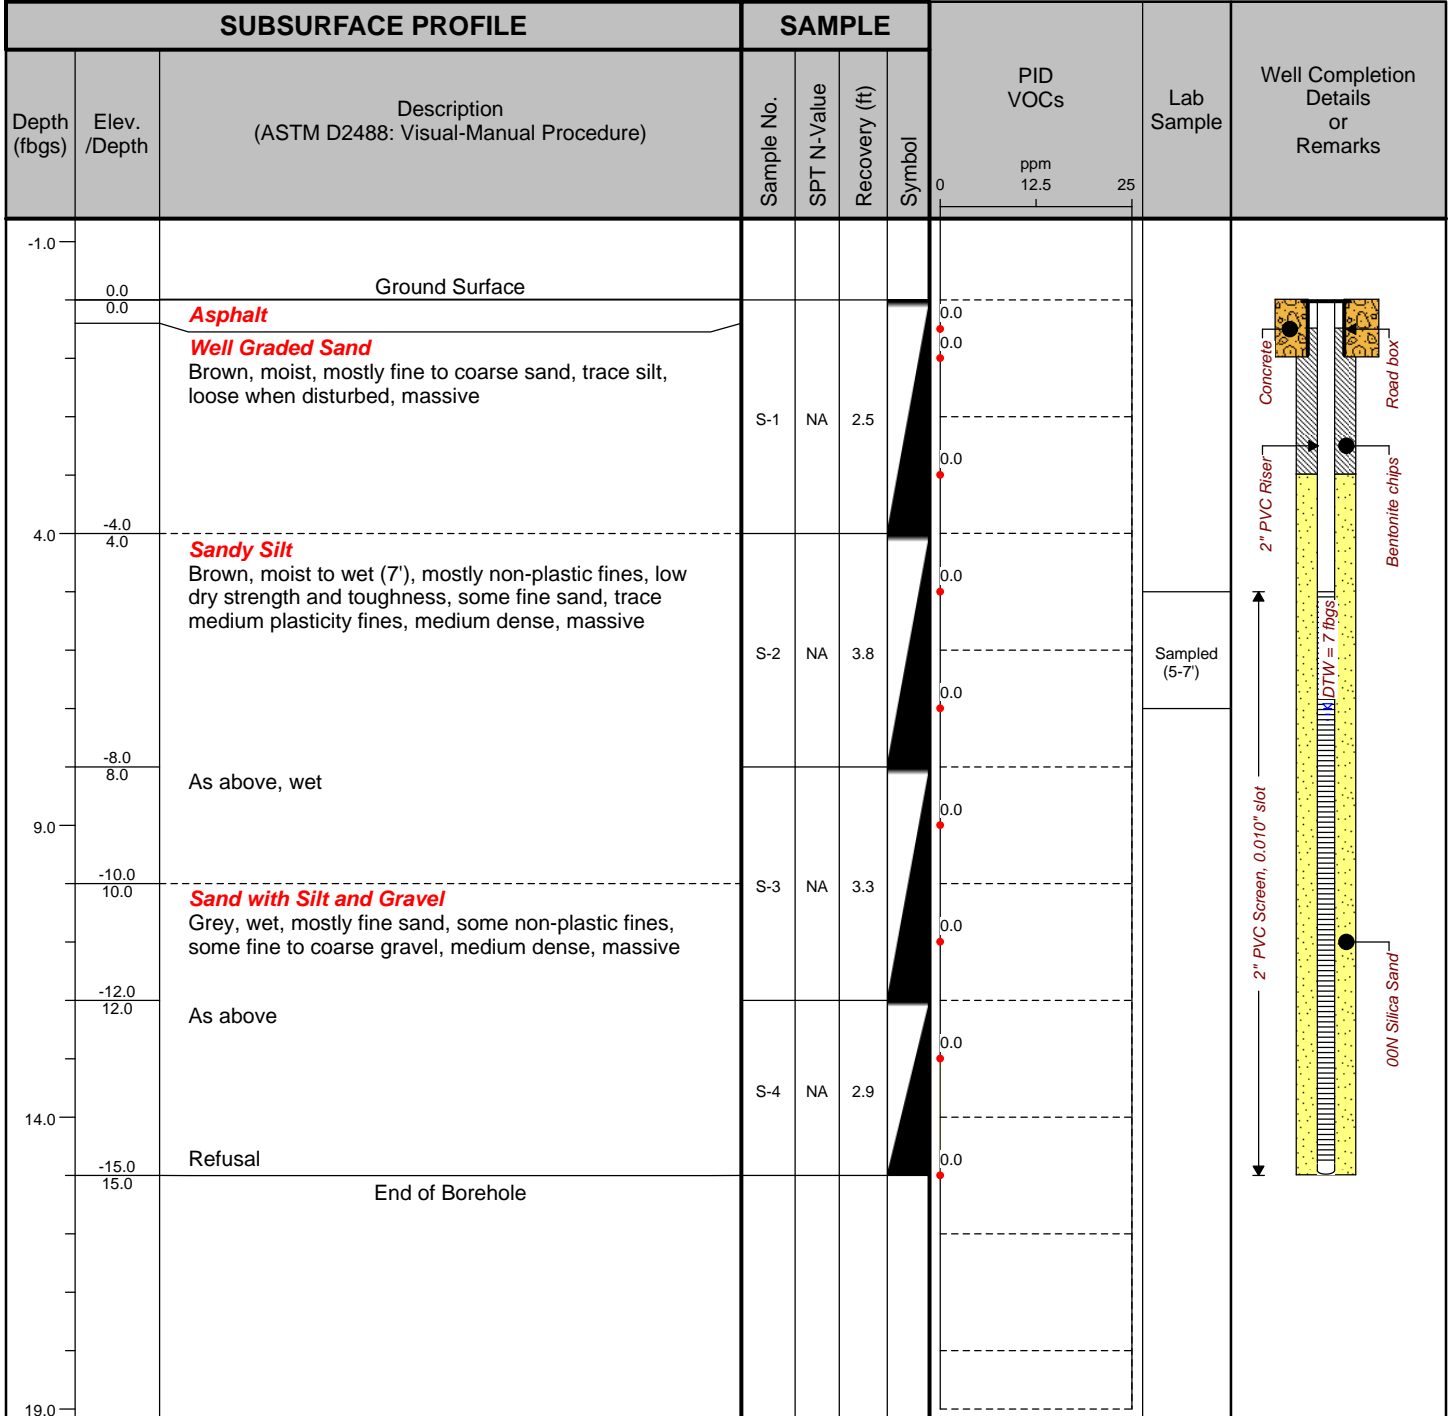 SUBSURFACE PROFILE
SAMPLE
Depth
(fbgs)
Elev.
/Depth
Description
(ASTM D2488: Visual-Manual Procedure)
Sample No.
SPT N-Value
Recovery (ft)
Symbol
PID
VOCs
ppm
0 12.5 25
Lab
Sample
Well Completion
Details
or
Remarks
-1.0
Ground Surface
0.0
0.0
Asphalt
0.0
Well Graded Sand
0.0
Brown, moist, mostly fine to coarse sand, trace silt,
loose when disturbed, massive
Concrete
Road box
S-1 NA 2.5
0.0
2" PVC Riser
Bentonite chips
4.0
-4.0
4.0
Sandy Silt
Brown, moist to wet (7'), mostly non-plastic fines, low
dry strength and toughness, some fine sand, trace
medium plasticity fines, medium dense, massive
0.0
S-2 NA 3.8
Sampled
(5-7')
DTW = 7 fbgs
0.0
-8.0
8.0
As above, wet
0.0
9.0
2" PVC Screen, 0.010" slot
-10.0
10.0
S-3 NA 3.3
Sand with Silt and Gravel
Grey, wet, mostly fine sand, some non-plastic fines,
some fine to coarse gravel, medium dense, massive
0.0
00N Silica Sand
-12.0
12.0
As above
0.0
S-4 NA 2.9
14.0
Refusal
0.0
-15.0
15.0
End of Borehole
19.0